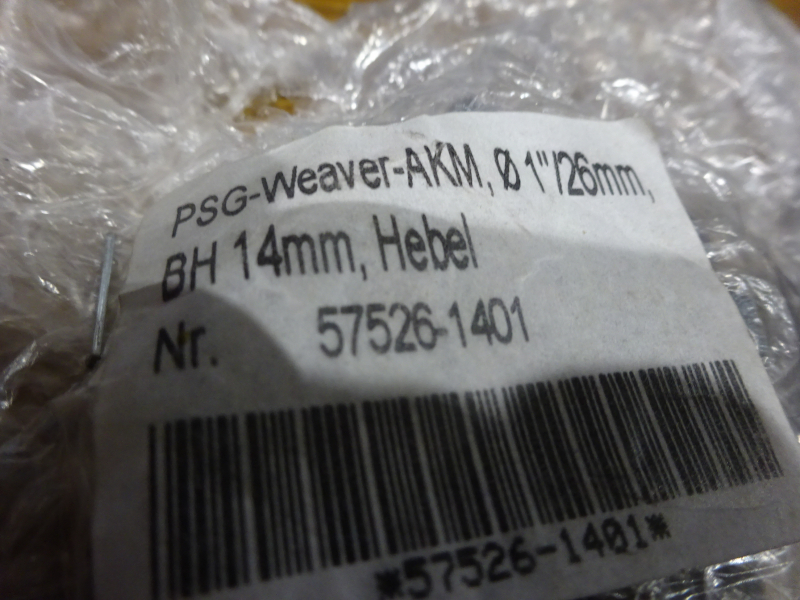 PSG-Weaver-AKM, Ø 1"/26mm,
BH 14mm, Hebel
Nr. 57526-1401
*57526-1401*